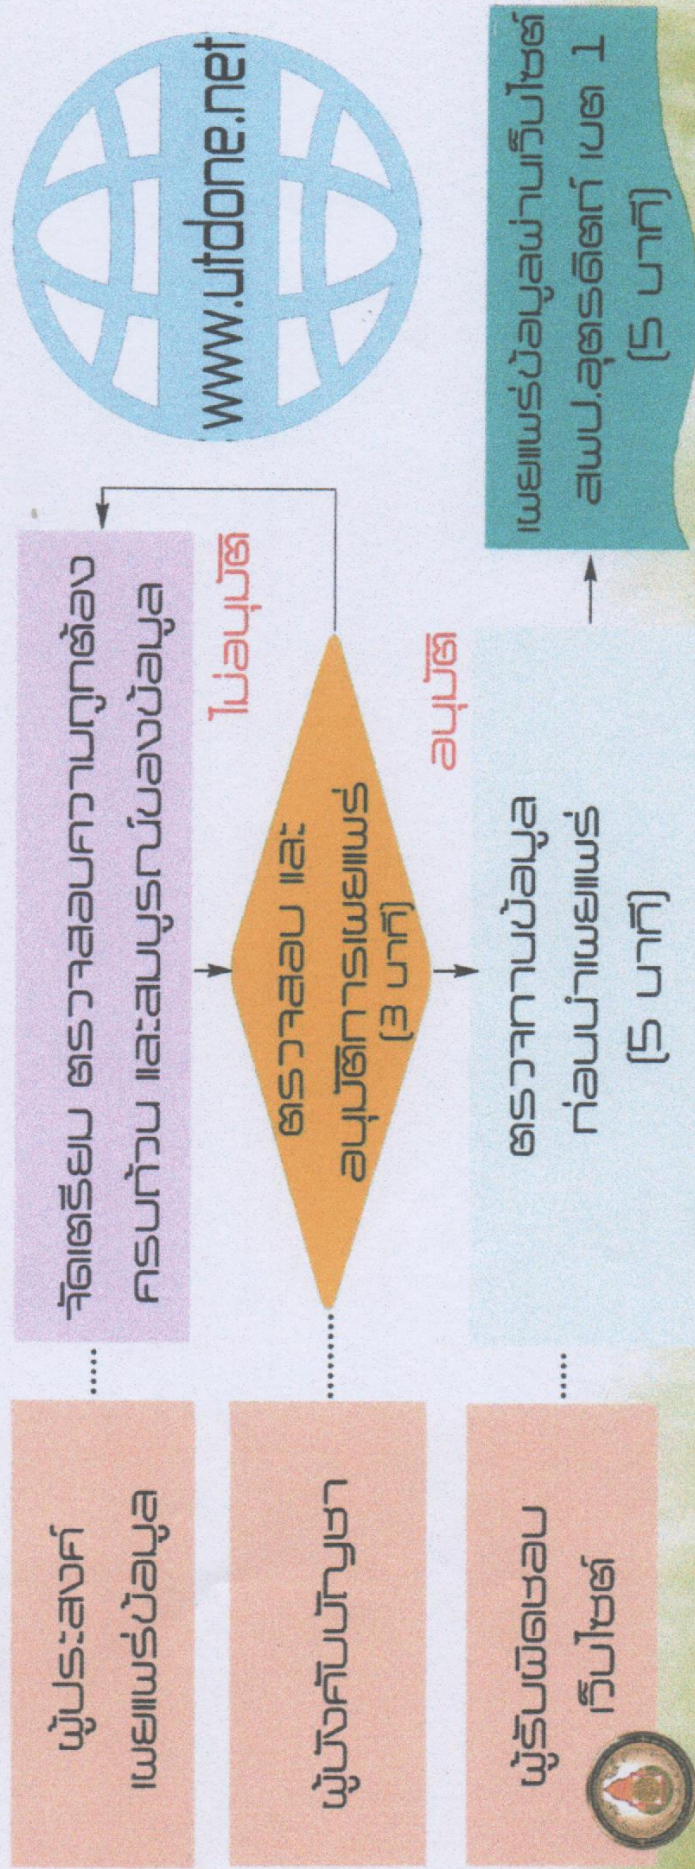 ผู้ประสงค์
เผยแพร่ข้อมูล
จัดเตรียม ตรวจสอบความถูกต้อง
ครบถ้วน และสมบูรณ์ของข้อมูล
www.utdone.net
ไม่อนุมัติ
ผู้บังคับบัญชา
ตรวจสอบ และ
อนุมัติการเผยแพร่
(3 นาที)
อนุมัติ
ผู้รับผิดชอบ
เว็บไซต์
ตรวจทานข้อมูล
ก่อนนำเผยแพร่
(5 นาที)
เผยแพร่ข้อมูลผ่านเว็บไซต์
สพป.อุตรดิตถ์ เขต 1
(5 นาที)